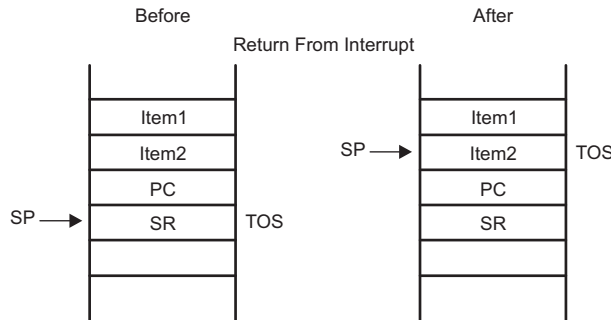 Before After
Return From Interrupt
Item1 Item1
Item2 SP Item2 TOS
PC PC
SP SR TOS SR